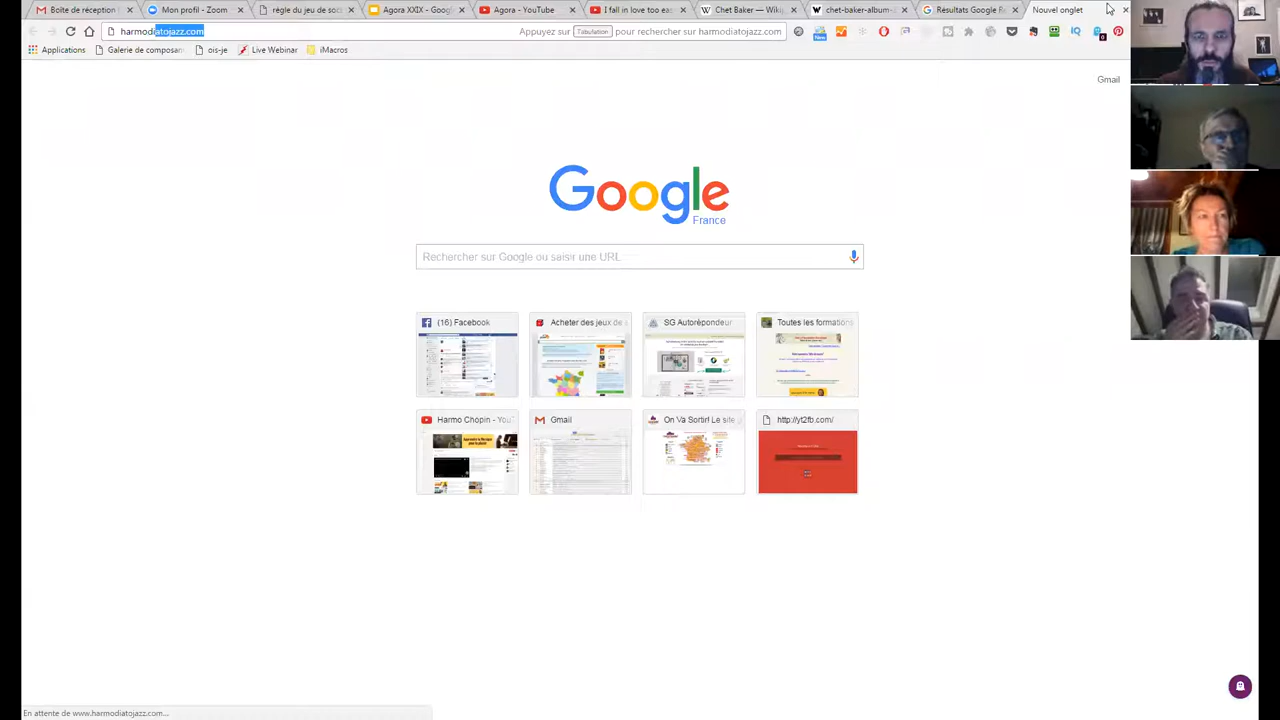 Boîte de réception
Mon profil - Zoom
règle du jeu de soci
Agora XXIX - Googl
Agora - YouTube
I fall in love too eas
Chet Baker — Wiki
chet-baker-album-
Résultats Google Re
Nouvel onglet
harmodiatojazz.com
Appuyez sur Tabulation pour rechercher sur harmodiatojazz.com
Applications
Galerie de composan
ois-je
Live Webinar
iMacros
Gmail
Google
France
Rechercher sur Google ou saisir une URL
(16) Facebook
Acheter des jeux de
SG Autorépondeur
Toutes les formations
Harmo Chopin - You
Gmail
On Va Sortir! Le site
http://yt2fb.com/
En attente de www.harmodiatojazz.com...